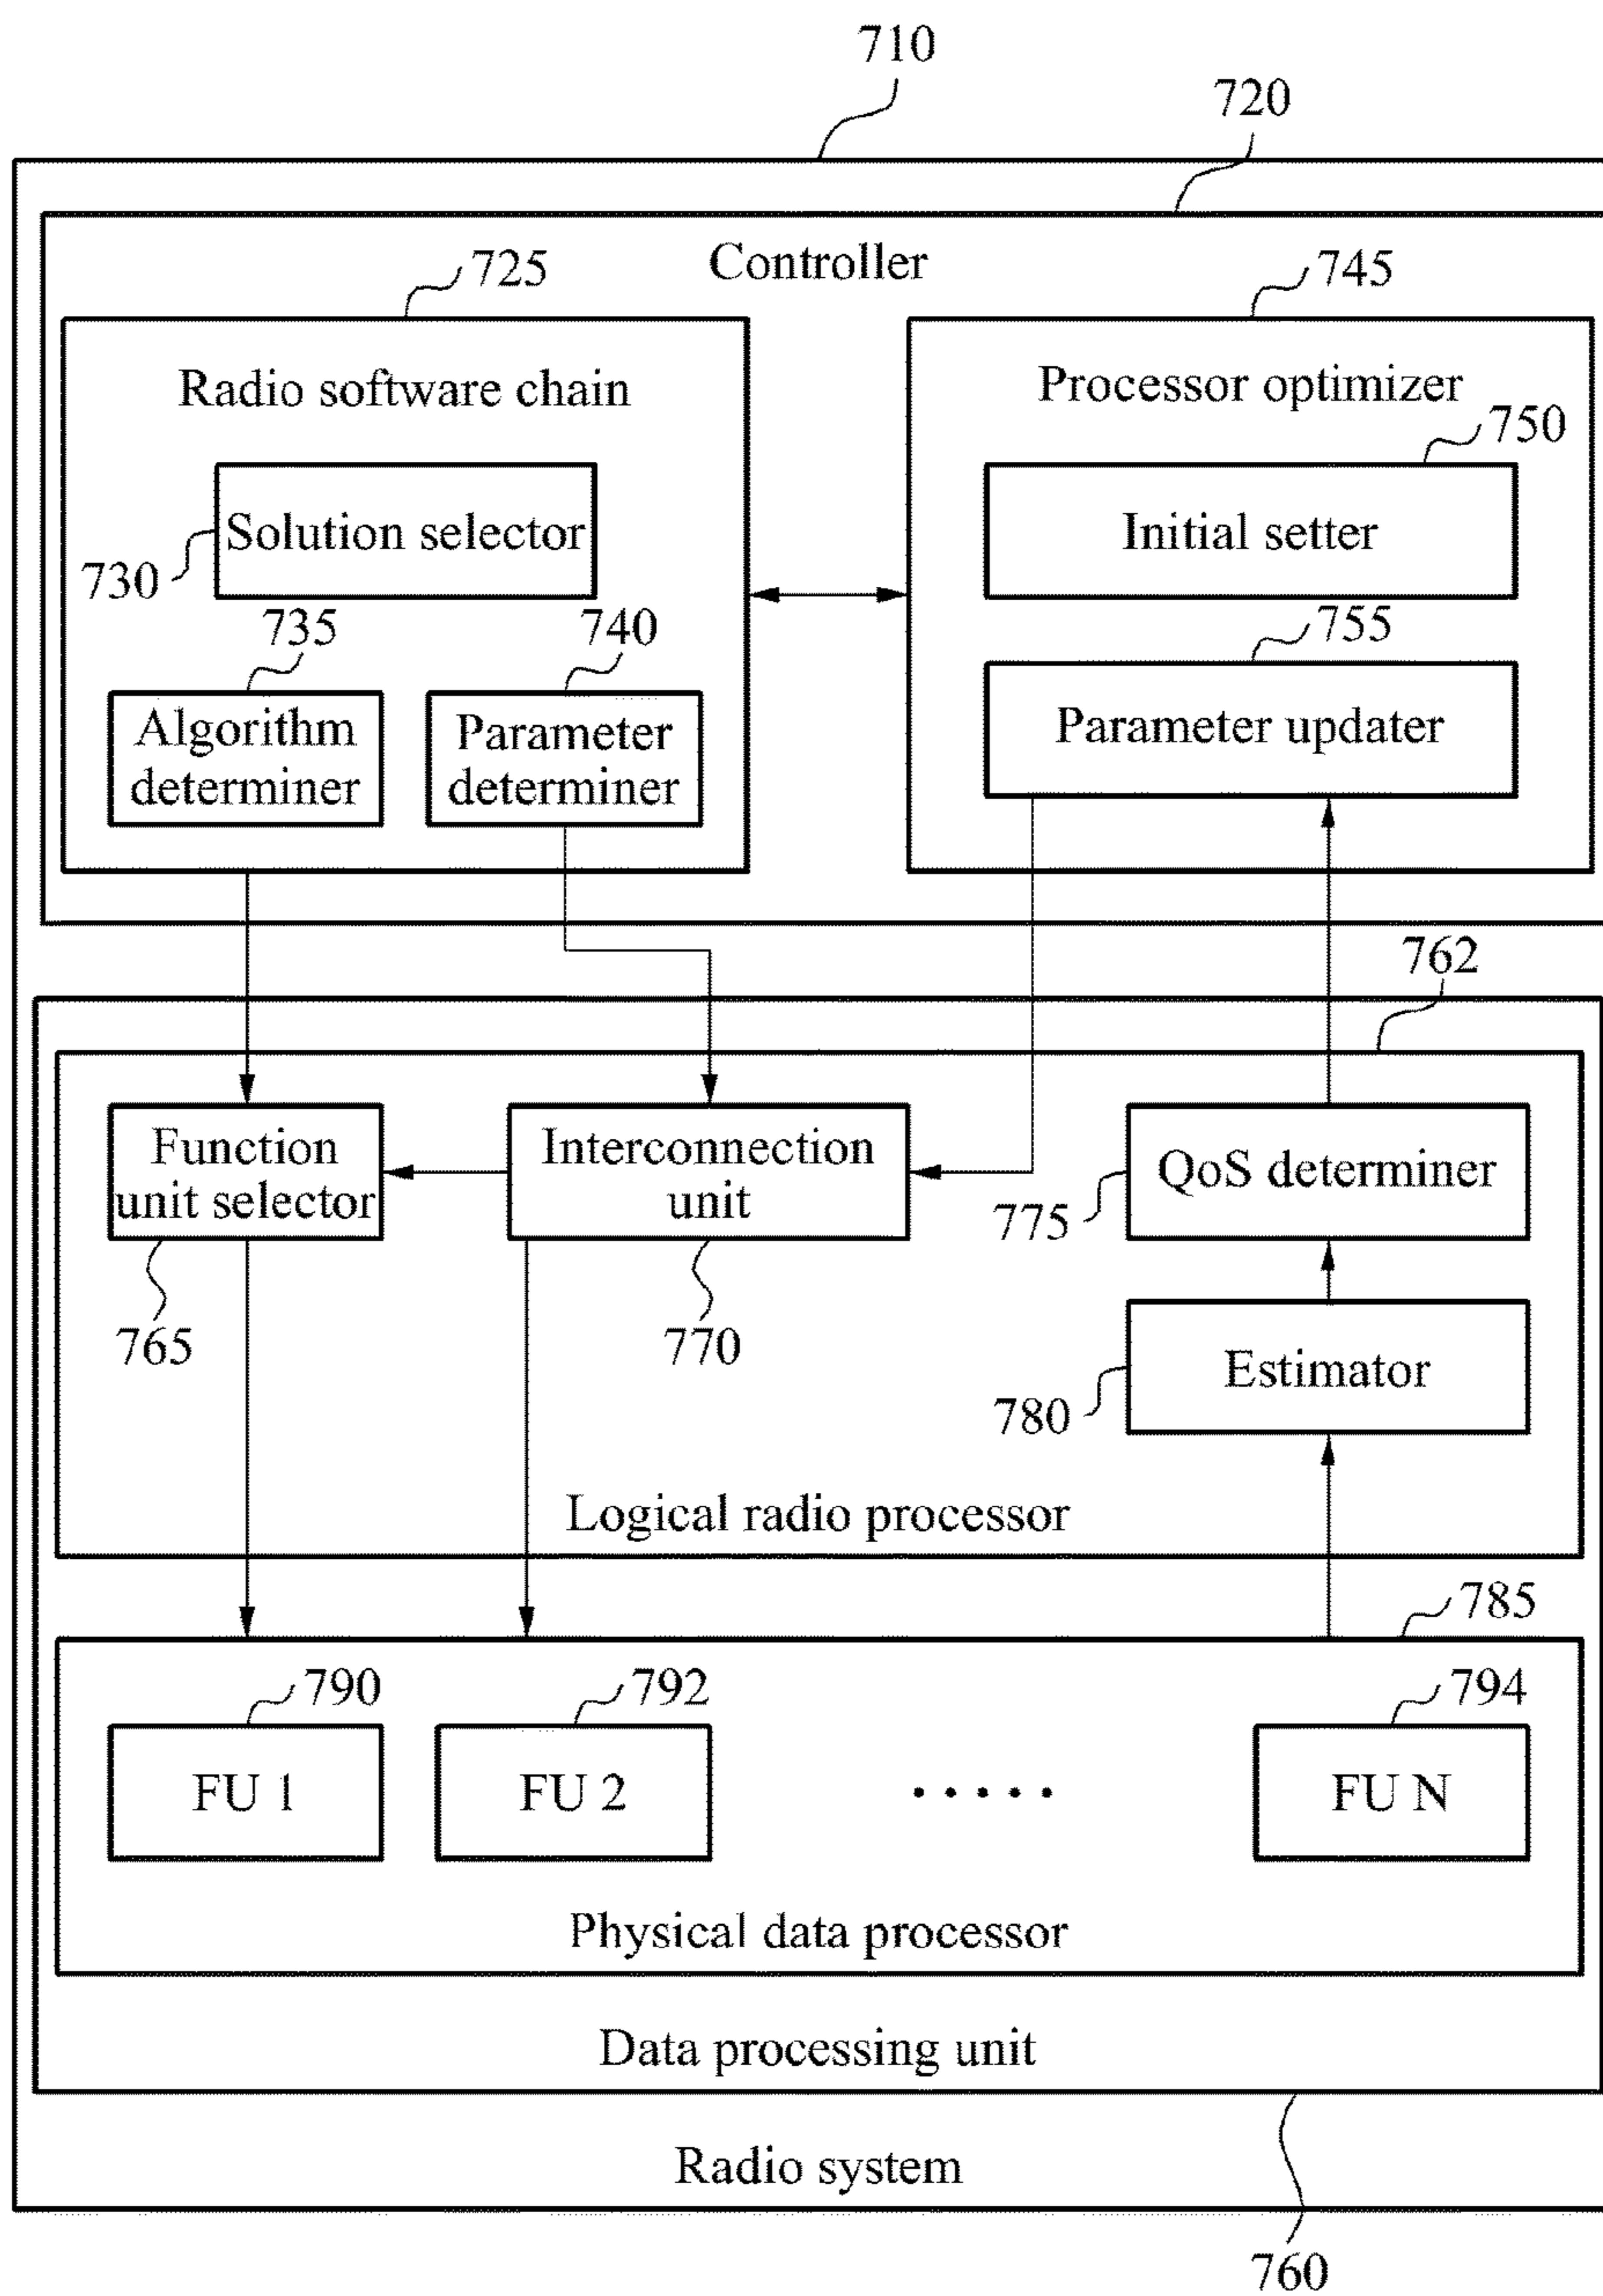 710
720
Controller
725
745
Radio software chain
Processor optimizer
750
Solution selector
730
Initial setter
735
740
755
Algorithm
determiner
Parameter
determiner
Parameter updater
762
Function
unit selector
Interconnection
unit
QoS determiner
775
765
770
Estimator
780
Logical radio processor
785
790
792
794
FU 1
FU 2
.....
FU N
Physical data processor
Data processing unit
Radio system
760